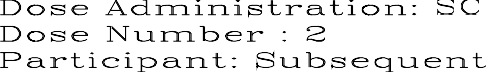 Dose Administration: SC
Dose Number : 2
Participant: Subsequent